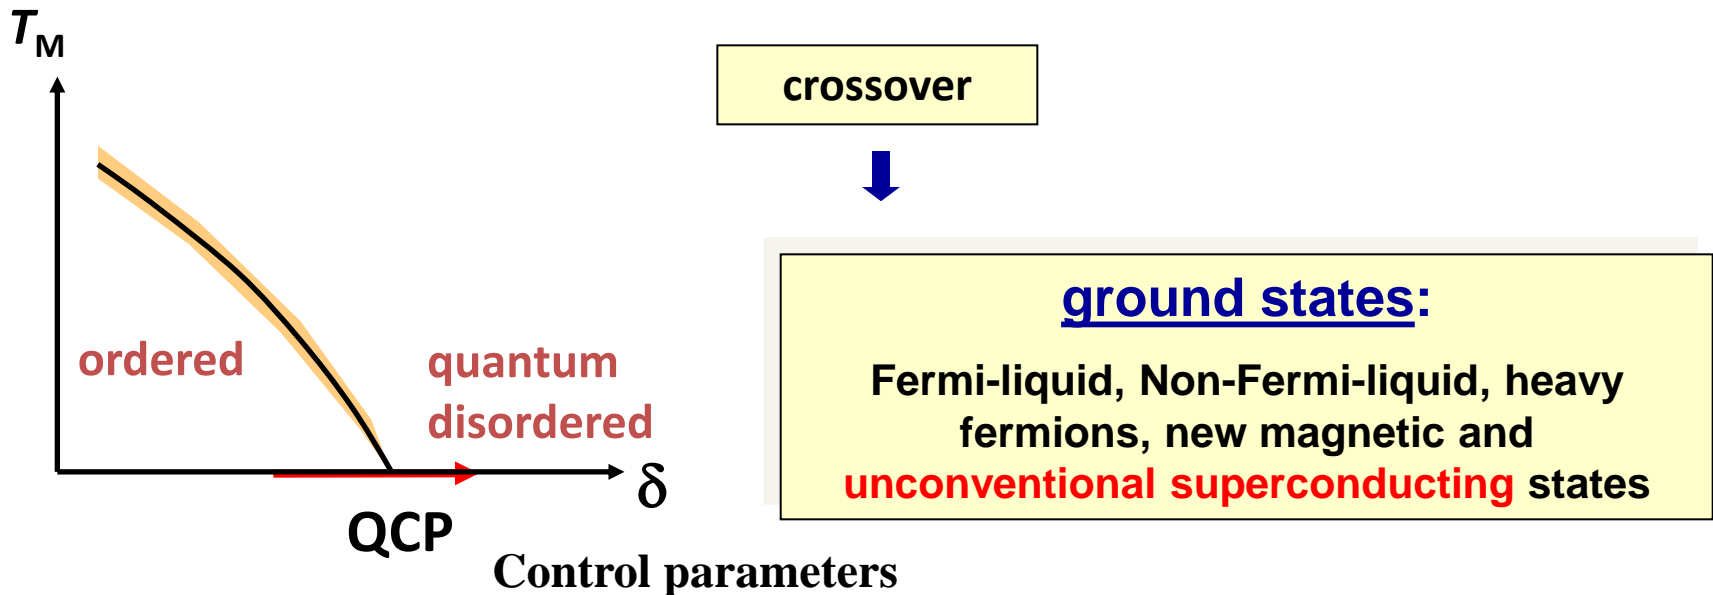 T_M
crossover
ground states:
ordered
quantum
disordered
Fermi-liquid, Non-Fermi-liquid, heavy
fermions, new magnetic and
unconventional superconducting states
δ
QCP
Control parameters